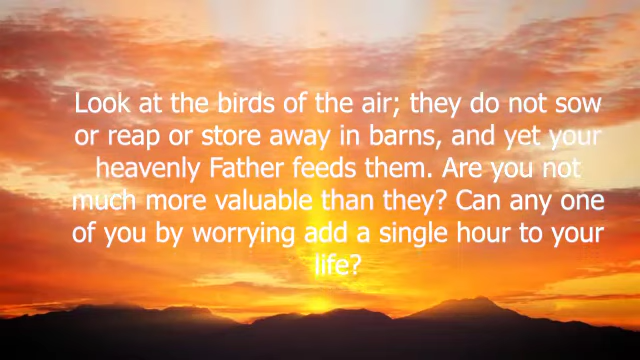 Look at the birds of the air; they do not sow
or reap or store away in barns, and yet your
heavenly Father feeds them. Are you not
much more valuable than they? Can any one
of you by worrying add a single hour to your
life?